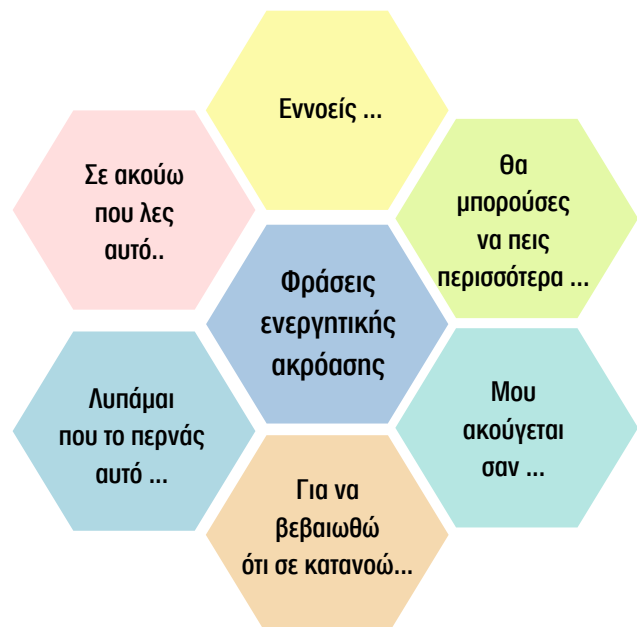 Εννοείς ...
Θα
μπορούσες
να πεις
περισσότερα ...
Σε ακούω
που λες
αυτό..
Φράσεις
ενεργητικής
ακρόασης
Μου
ακούγεται
σαν ...
Λυπάμαι
που το περνάς
αυτό ...
Για να
βεβαιωθώ
ότι σε κατανοώ...